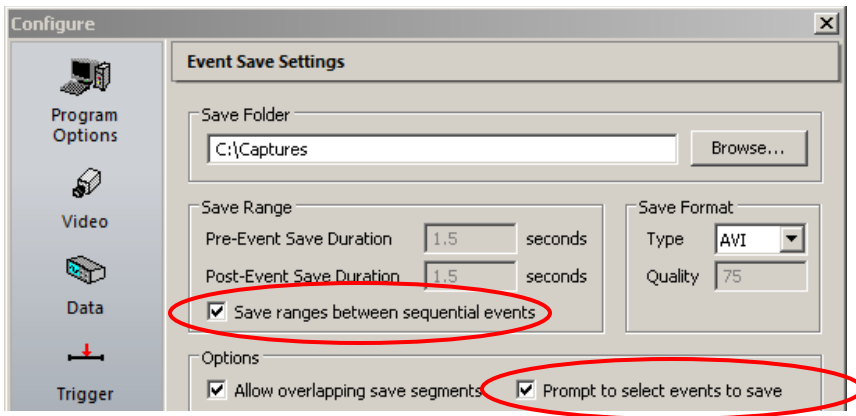 Configure
Program
Options
Video
Data
Trigger
Event Save Settings
Save Folder
C:\Captures
Browse...
Save Range
Pre-Event Save Duration 1.5 seconds
Post-Event Save Duration 1.5 seconds
Save ranges between sequential events
Save Format
Type AVI
Quality 75
Options
Allow overlapping save segments Prompt to select events to save